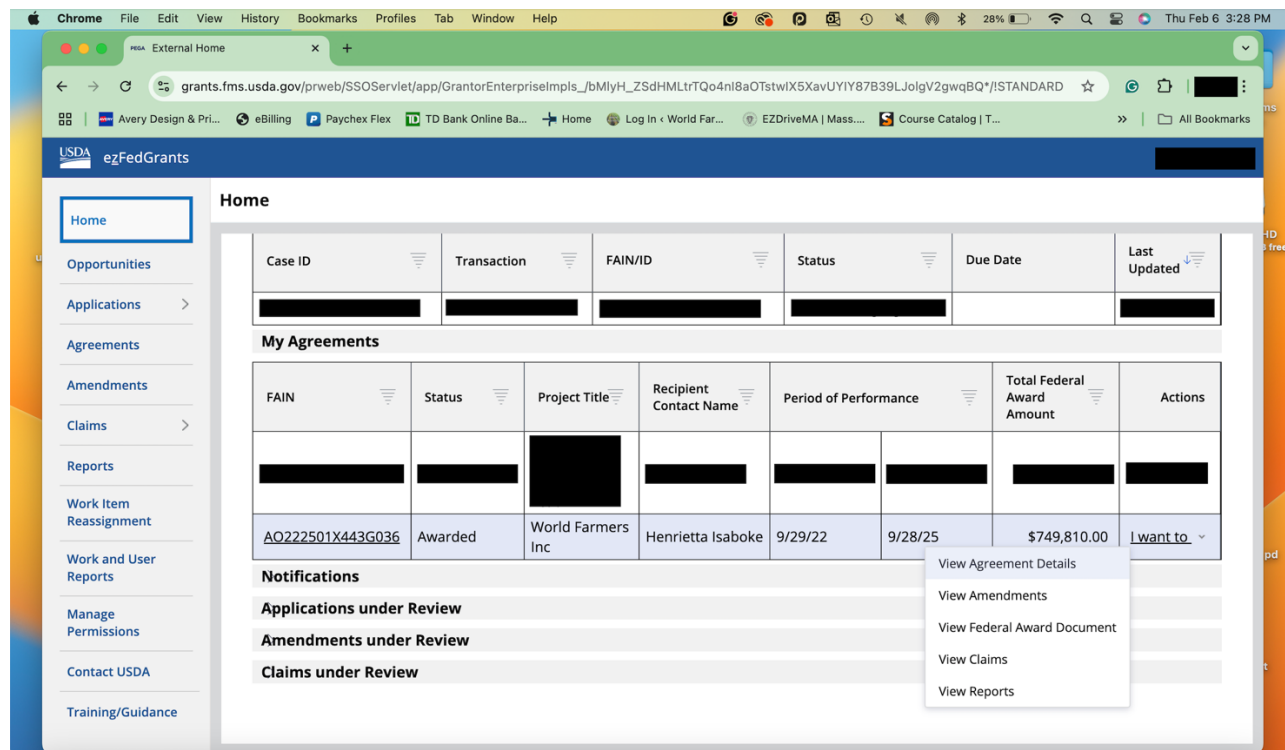 Chrome File Edit View History Bookmarks Profiles Tab Window Help 28% Thu Feb 6 3:28 PM
PEGA External Home
grants.fms.usda.gov/prweb/SSOServlet/app/GrantorEnterpriseImpls_/bMlyH_ZSdHMLtrTQo4nI8aOTstwIX5XavUYIY87B39LJolgV2gwqBQ*/!STANDARD
Avery Design & Pri... eBilling Paychex Flex TD Bank Online Ba... Home Log In ‹ World Far... EZDriveMA | Mass.... Course Catalog | T... » All Bookmarks
USDA ezFedGrants
Home
Home
Opportunities
Applications
Agreements
Amendments
Claims
Reports
Work Item
Reassignment
Work and User
Reports
Manage
Permissions
Contact USDA
Training/Guidance
Case ID Transaction FAIN/ID Status Due Date Last
Updated
My Agreements
FAIN Status Project Title Recipient
Contact Name Period of Performance Total Federal
Award
Amount Actions
AO222501X443G036 Awarded World Farmers
Inc Henrietta Isaboke 9/29/22 9/28/25 $749,810.00 I want to
View Agreement Details
View Amendments
View Federal Award Document
View Claims
View Reports
Notifications
Applications under Review
Amendments under Review
Claims under Review